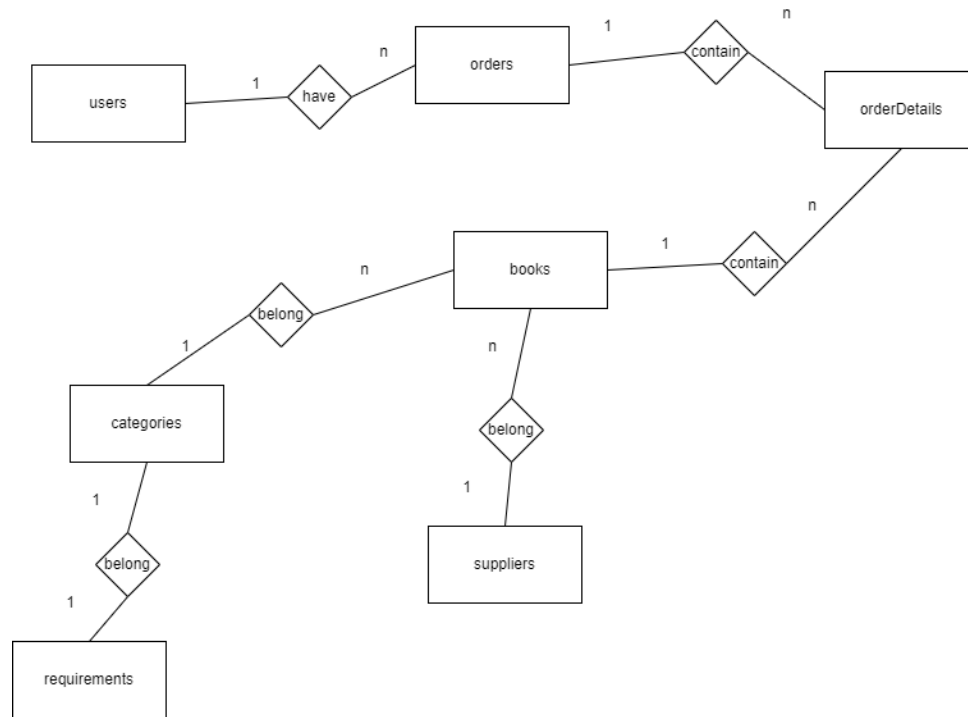 1
n
orders
1
contain
n
users
1
have
n
orderDetails
n
books
1
contain
n
belong
1
n
categories
belong
1
1
suppliers
belong
1
requirements